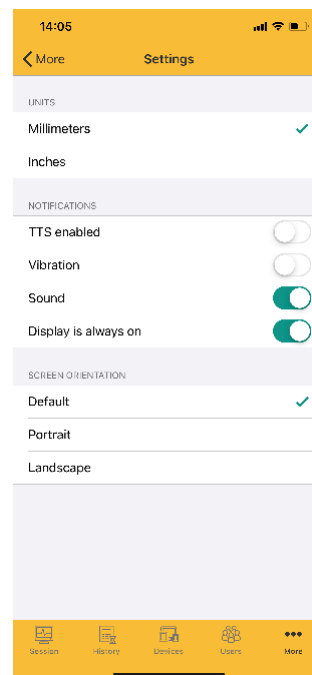 14:05
More
Settings
UNITS
Millimeters
Inches
NOTIFICATIONS
TTS enabled
Vibration
Sound
Display is always on
SCREEN ORIENTATION
Default
Portrait
Landscape
Session
History
Devices
Users
More